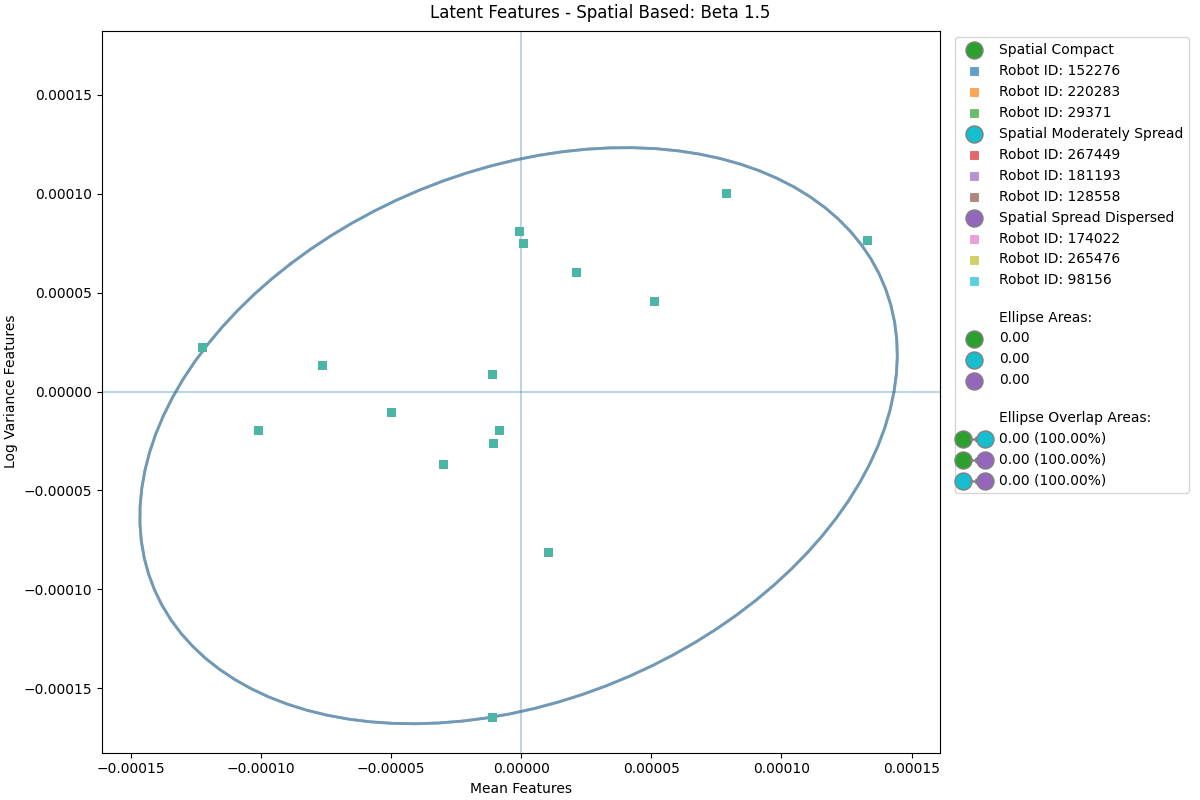 Latent Features - Spatial Based: Beta 1.5
Log Variance Features
0.00015
0.00010
0.00005
0.00000
−0.00005
−0.00010
−0.00015
−0.00015
−0.00010
−0.00005
0.00000
0.00005
0.00010
0.00015
Mean Features
Spatial Compact
Robot ID: 152276
Robot ID: 220283
Robot ID: 29371
Spatial Moderately Spread
Robot ID: 267449
Robot ID: 181193
Robot ID: 128558
Spatial Spread Dispersed
Robot ID: 174022
Robot ID: 265476
Robot ID: 98156
Ellipse Areas:
0.00
0.00
0.00
Ellipse Overlap Areas:
0.00 (100.00%)
0.00 (100.00%)
0.00 (100.00%)